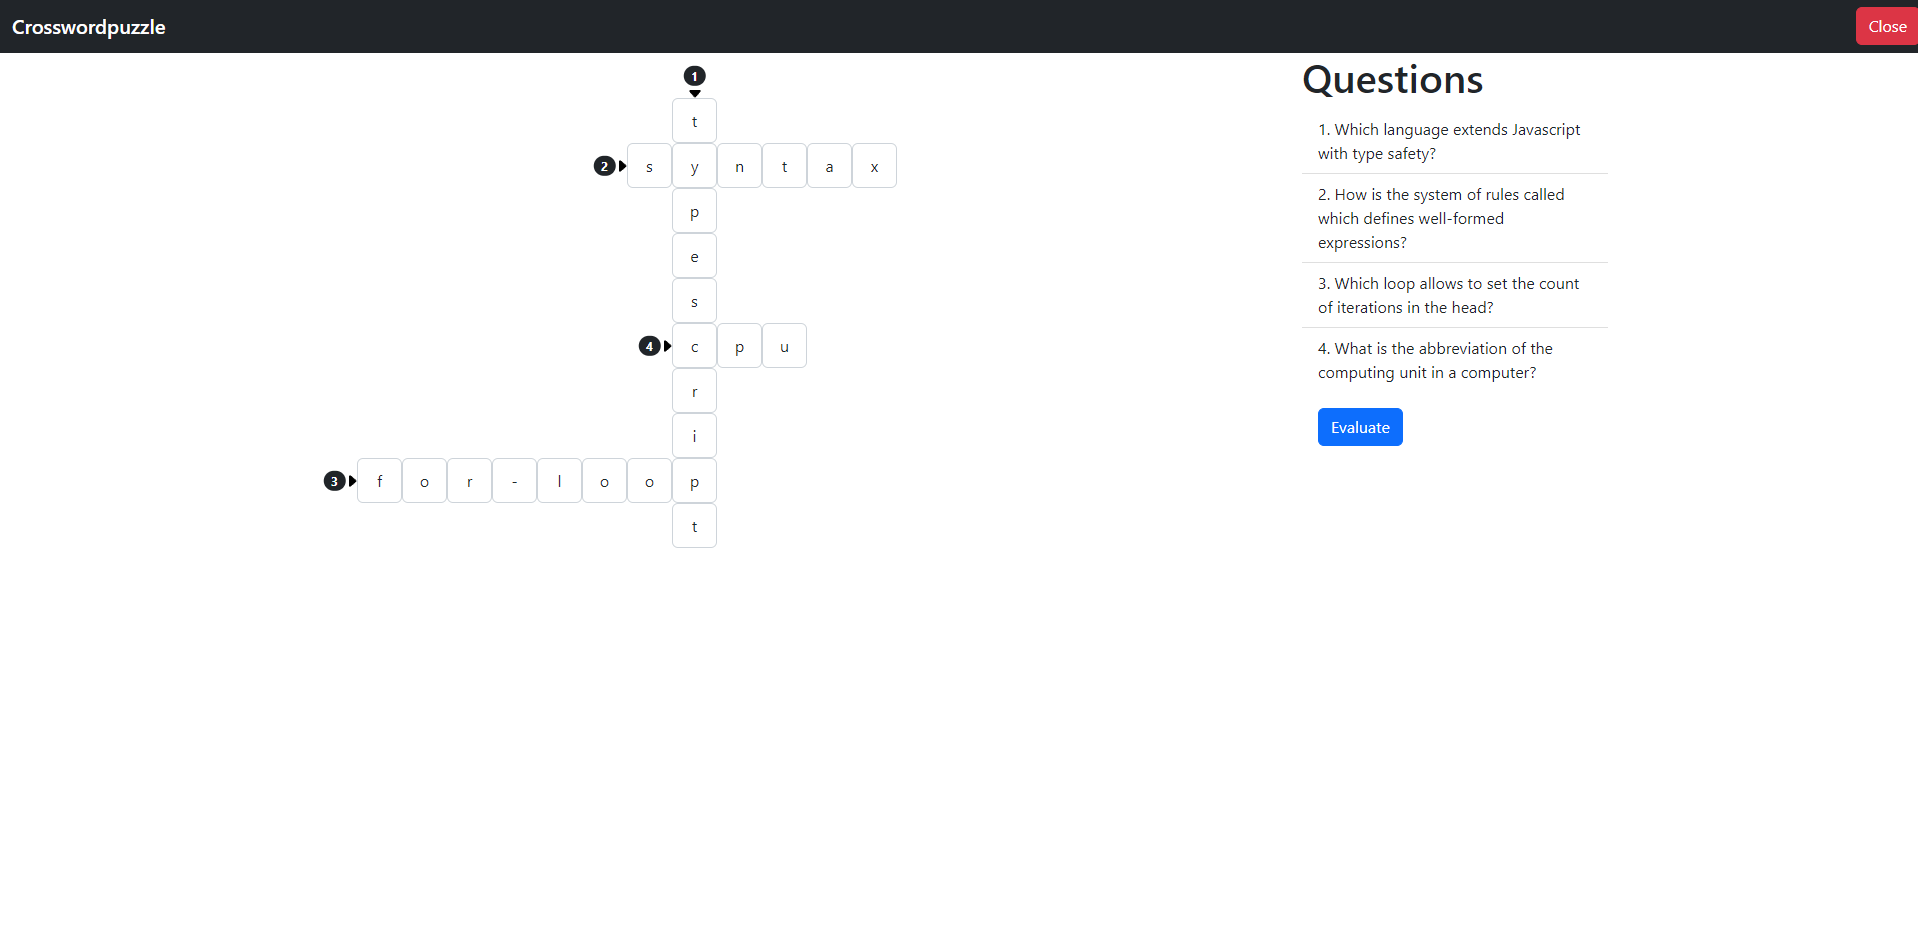 Crosswordpuzzle
Close
1
t
2 s y n t a x
p
e
s
4 c p u
r
i
3 f o r - l o o p
t
Questions
1. Which language extends Javascript
with type safety?
2. How is the system of rules called
which defines well-formed
expressions?
3. Which loop allows to set the count
of iterations in the head?
4. What is the abbreviation of the
computing unit in a computer?
Evaluate